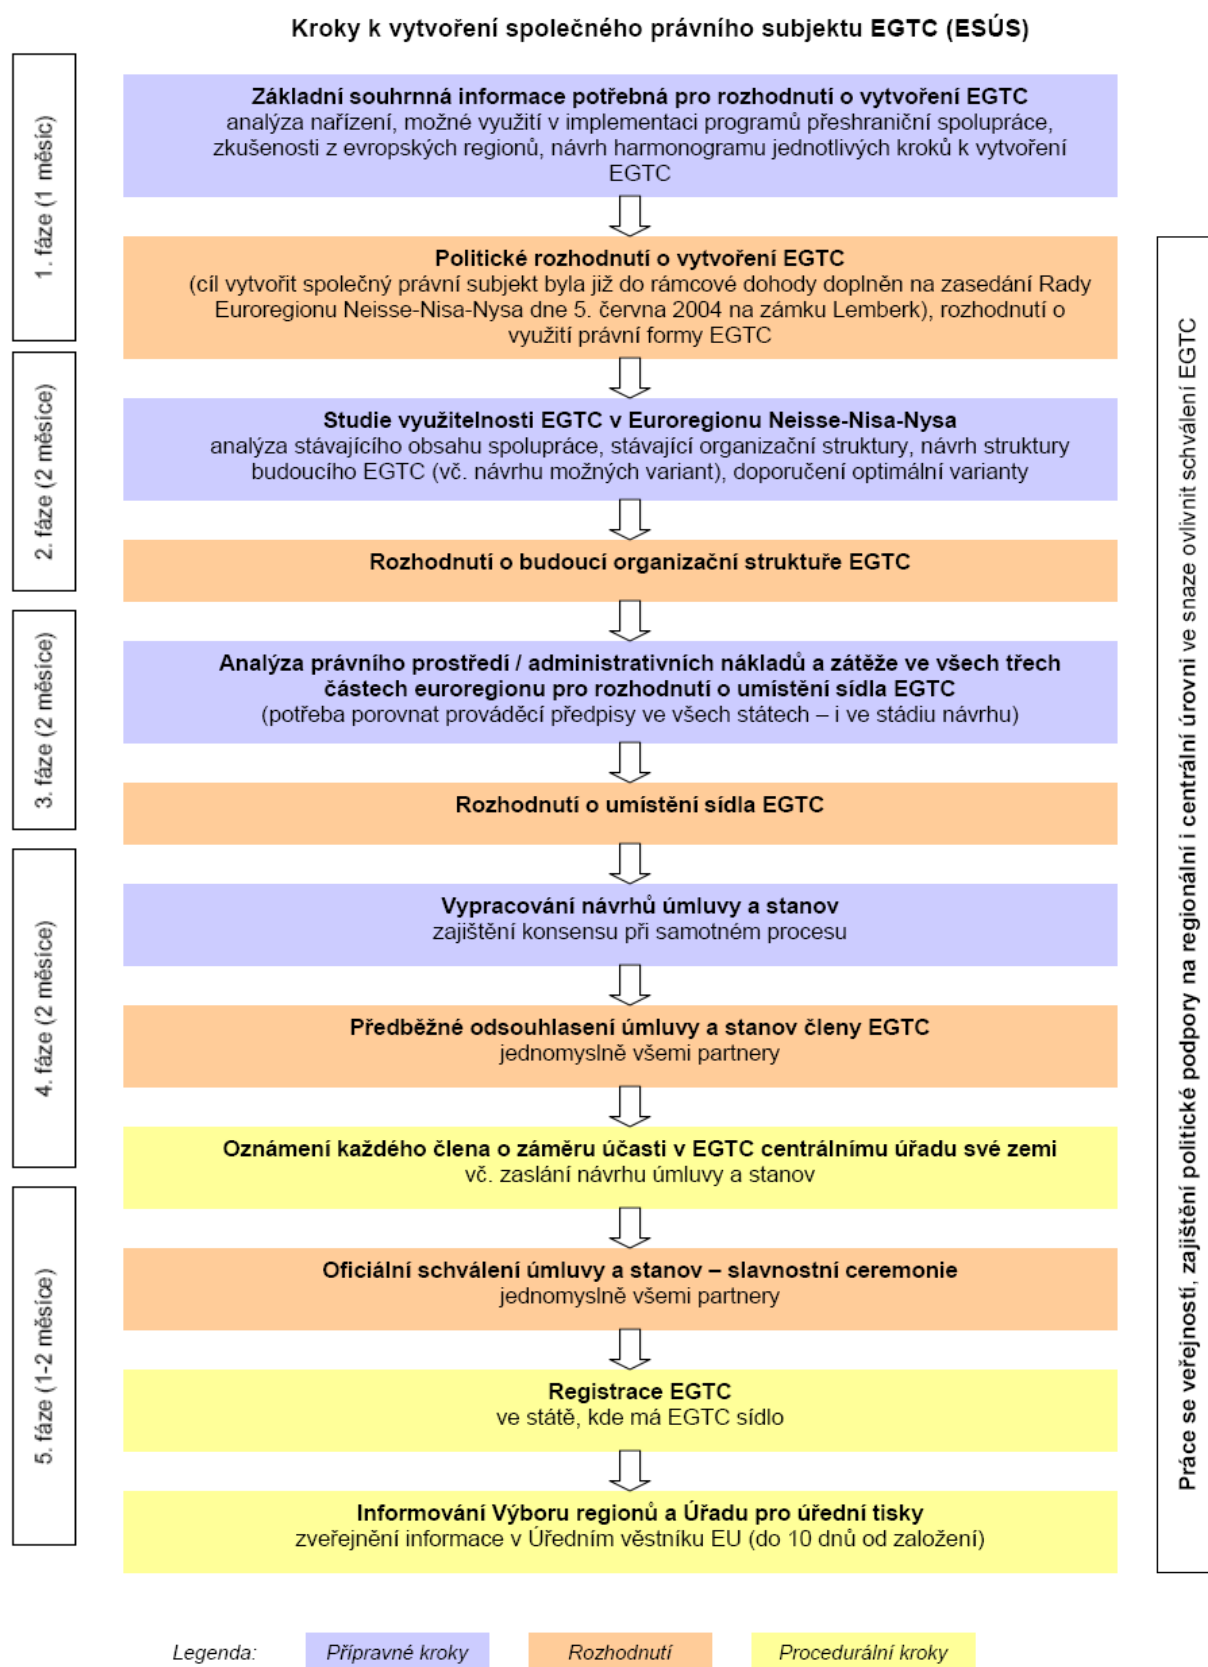 Kroky k vytvoření společného právního subjektu EGTC (ESÚS)
1. fáze (1 měsíc)
Základní souhrnná informace potřebná pro rozhodnutí o vytvoření EGTC
analýza nařízení, možné využití v implementaci programů přeshraniční spolupráce,
zkušenosti z evropských regionů, návrh harmonogramu jednotlivých kroků k vytvoření
EGTC
Politické rozhodnutí o vytvoření EGTC
(cíl vytvořit společný právní subjekt byla již do rámcové dohody doplněn na zasedání Rady
Euroregionu Neisse-Nisa-Nysa dne 5. června 2004 na zámku Lemberk), rozhodnutí o
využití právní formy EGTC
2. fáze (2 měsíce)
Studie využitelnosti EGTC v Euroregionu Neisse-Nisa-Nysa
analýza stávajícího obsahu spolupráce, stávající organizační struktury, návrh struktury
budoucího EGTC (vč. návrhu možných variant), doporučení optimální varianty
Rozhodnutí o budoucí organizační struktuře EGTC
3. fáze (2 měsíce)
Analýza právního prostředí / administrativních nákladů a zátěže ve všech třech
částech euroregionu pro rozhodnutí o umístění sídla EGTC
(potřeba porovnat prováděcí předpisy ve všech státech – i ve stádiu návrhu)
Rozhodnutí o umístění sídla EGTC
4. fáze (2 měsíce)
Vypracování návrhů úmluvy a stanov
zajištění konsensu při samotném procesu
Předběžné odsouhlasení úmluvy a stanov členy EGTC
jednomyslně všemi partnery
Oznámení každého člena o záměru účasti v EGTC centrálnímu úřadu své zemi
vč. zaslání návrhu úmluvy a stanov
5. fáze (1-2 měsíce)
Oficiální schválení úmluvy a stanov – slavnostní ceremonie
jednomyslně všemi partnery
Registrace EGTC
ve státě, kde má EGTC sídlo
Informování Výboru regionů a Úřadu pro úřední tisky
zveřejnění informace v Úředním věstníku EU (do 10 dnů od založení)
Práce se veřejností, zajištění politické podpory na regionální i centrální úrovni ve snaze ovlivnit schválení EGTC
Legenda:
Přípravné kroky
Rozhodnutí
Procedurální kroky